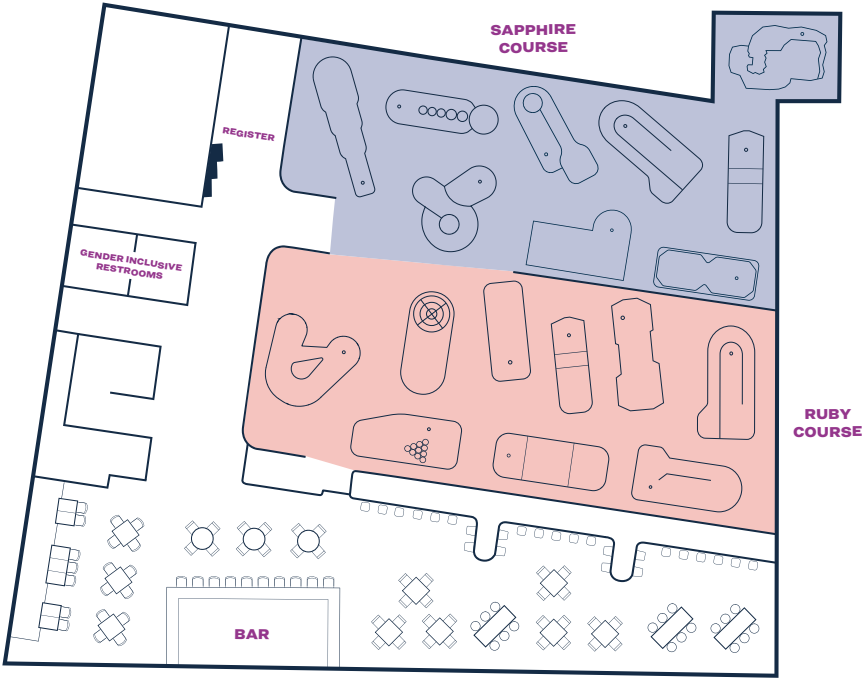 SAPPHIRE
COURSE
REGISTER
GENDER INCLUSIVE
RESTROOMS
RUBY
COURSE
BAR